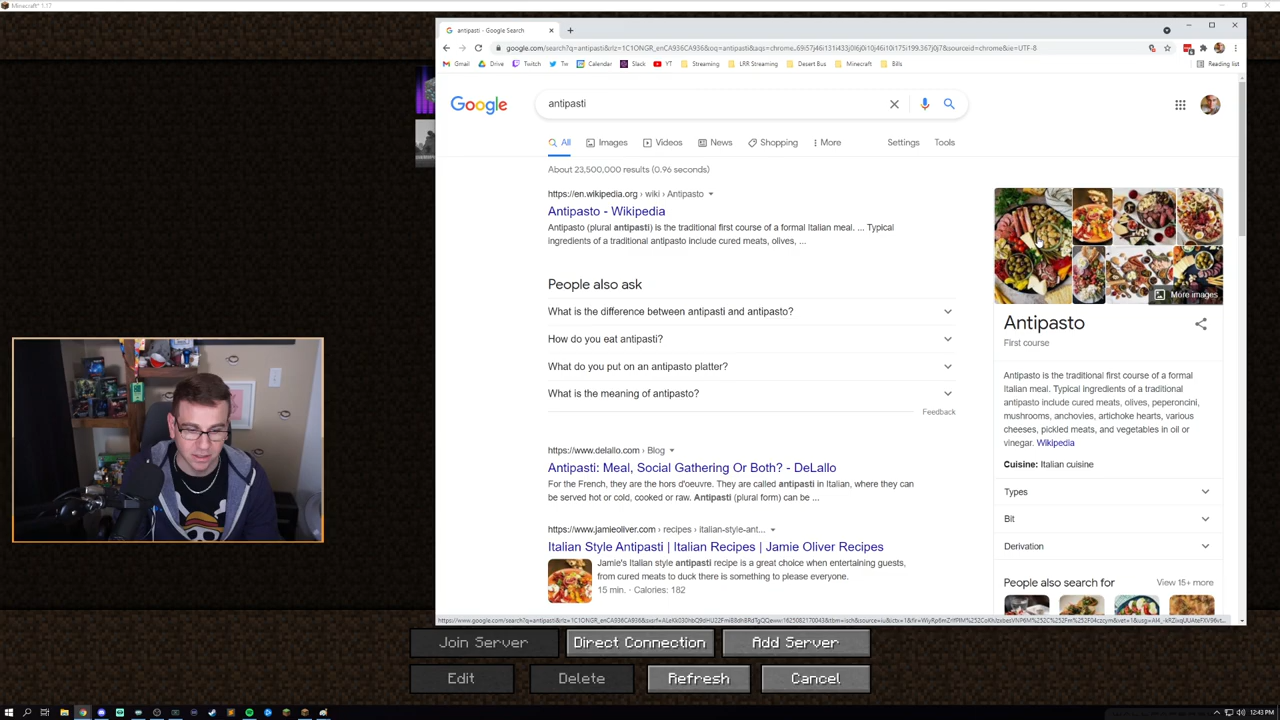 Minecraft* 1.17
antipasti - Google Search
Gmail
Drive
Twitch
Tw
Calendar
Slack
YT
Streaming
LRR Streaming
Desert Bus
Minecraft
Bills
Reading list
Google
antipasti
All
Images
Videos
News
Shopping
More
Settings
Tools
About 23,500,000 results (0.96 seconds)
https://en.wikipedia.org › wiki › Antipasto
Antipasto - Wikipedia
Antipasto (plural antipasti) is the traditional first course of a formal Italian meal. ... Typical
ingredients of a traditional antipasto include cured meats, olives, ...
People also ask
What is the difference between antipasti and antipasto?
How do you eat antipasti?
What do you put on an antipasto platter?
What is the meaning of antipasto?
Feedback
https://www.delallo.com › Blog
Antipasti: Meal, Social Gathering Or Both? - DeLallo
For the French, they are the hors d'oeuvre. They are called antipasti in Italian, where they can
be served hot or cold, cooked or raw. Antipasti (plural form) can be ...
https://www.jamieoliver.com › recipes › italian-style-ant...
Italian Style Antipasti | Italian Recipes | Jamie Oliver Recipes
Jamie's Italian style antipasti recipe is a great choice when entertaining guests,
from cured meats to duck there is something to please everyone.
15 min. · Calories: 182
More images
Antipasto
First course
Antipasto is the traditional first course of a formal
Italian meal. Typical ingredients of a traditional
antipasto include cured meats, olives, peperoncini,
mushrooms, anchovies, artichoke hearts, various
cheeses, pickled meats, and vegetables in oil or
vinegar. Wikipedia
Cuisine: Italian cuisine
Types
Bit
Derivation
People also search for
View 15+ more
Join Server
Direct Connection
Add Server
Edit
Delete
Refresh
Cancel
12:43 PM